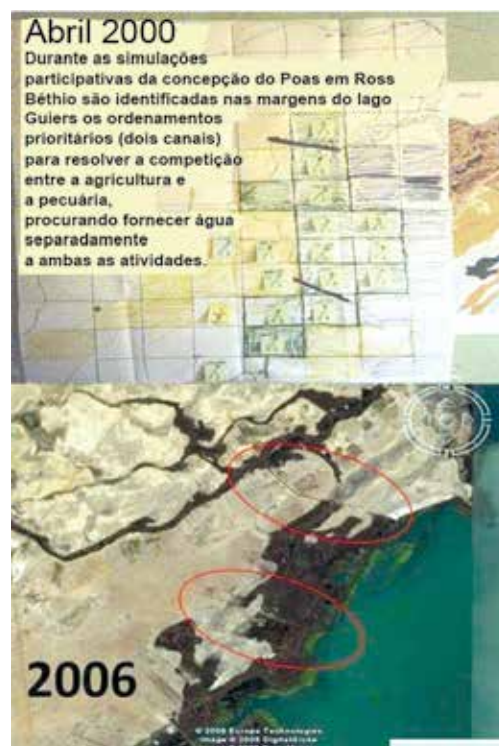 Abril 2000
Durante as simulações
participativas da concepção do Poas em Ross
Béthio são identificadas nas margens do lago
Guiers os ordenamentos
prioritários (dois canais)
para resolver a competição
entre a agricultura e
a pecuária,
procurando fornecer água
separadamente
a ambas as atividades.
2006
© 2008 Europa Technologies
Image © 2008 DigitalGlobe